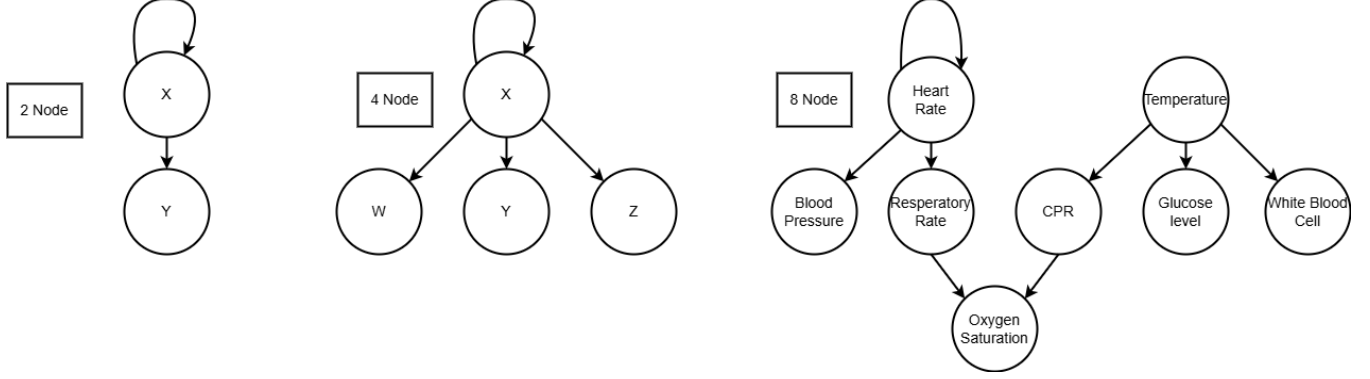 2 Node
X
Y
4 Node
X
W
Y
Z
8 Node
Heart
Rate
Temperature
Blood
Pressure
Resperatory
Rate
CPR
Glucose
level
White Blood
Cell
Oxygen
Saturation